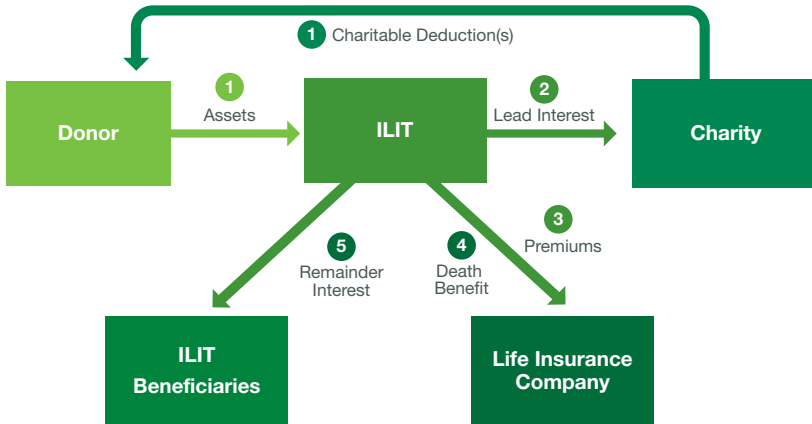 1 Charitable Deduction(s)
1
Assets
2
Lead Interest
Donor
ILIT
Charity
5
Remainder
Interest
4
Death
Benefit
3
Premiums
ILIT
Beneficiaries
Life Insurance
Company